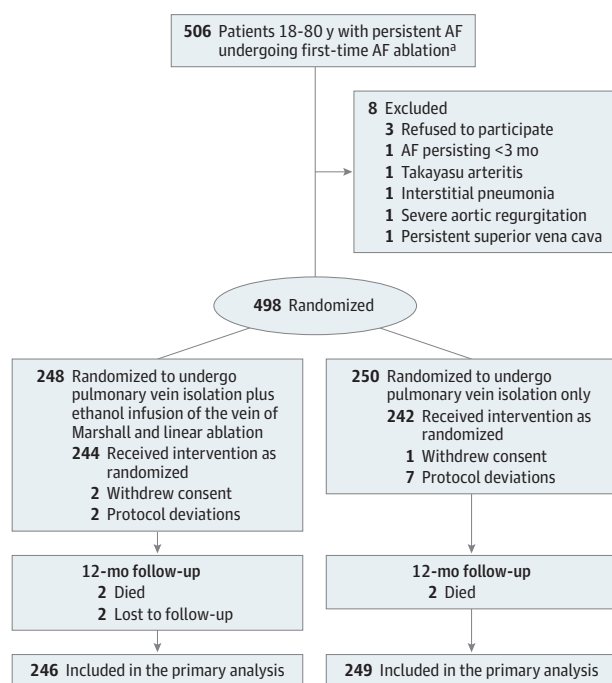 506 Patients 18-80 y with persistent AF
undergoing first-time AF ablationᵃ
8 Excluded
3 Refused to participate
1 AF persisting <3 mo
1 Takayasu arteritis
1 Interstitial pneumonia
1 Severe aortic regurgitation
1 Persistent superior vena cava
498 Randomized
248 Randomized to undergo
pulmonary vein isolation plus
ethanol infusion of the vein of
Marshall and linear ablation
244 Received intervention as
randomized
2 Withdrew consent
2 Protocol deviations
250 Randomized to undergo
pulmonary vein isolation only
242 Received intervention as
randomized
1 Withdrew consent
7 Protocol deviations
12-mo follow-up
2 Died
2 Lost to follow-up
12-mo follow-up
2 Died
246 Included in the primary analysis
249 Included in the primary analysis